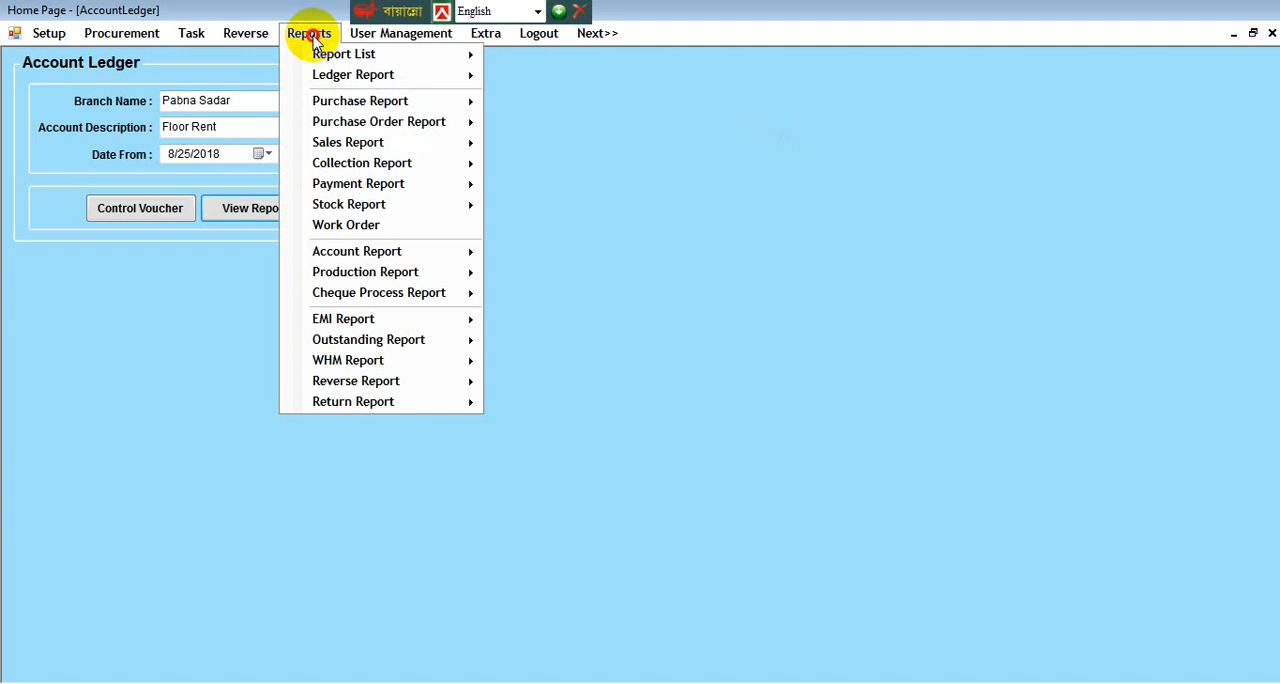 Home Page - [AccountLedger]
বায়ান্নো
English
Setup Procurement Task Reverse Reports User Management Extra Logout Next>>
Account Ledger
Branch Name : Pabna Sadar
Account Description : Floor Rent
Date From : 8/25/2018
Control Voucher View Repo
Report List
Ledger Report
Purchase Report
Purchase Order Report
Sales Report
Collection Report
Payment Report
Stock Report
Work Order
Account Report
Production Report
Cheque Process Report
EMI Report
Outstanding Report
WHM Report
Reverse Report
Return Report